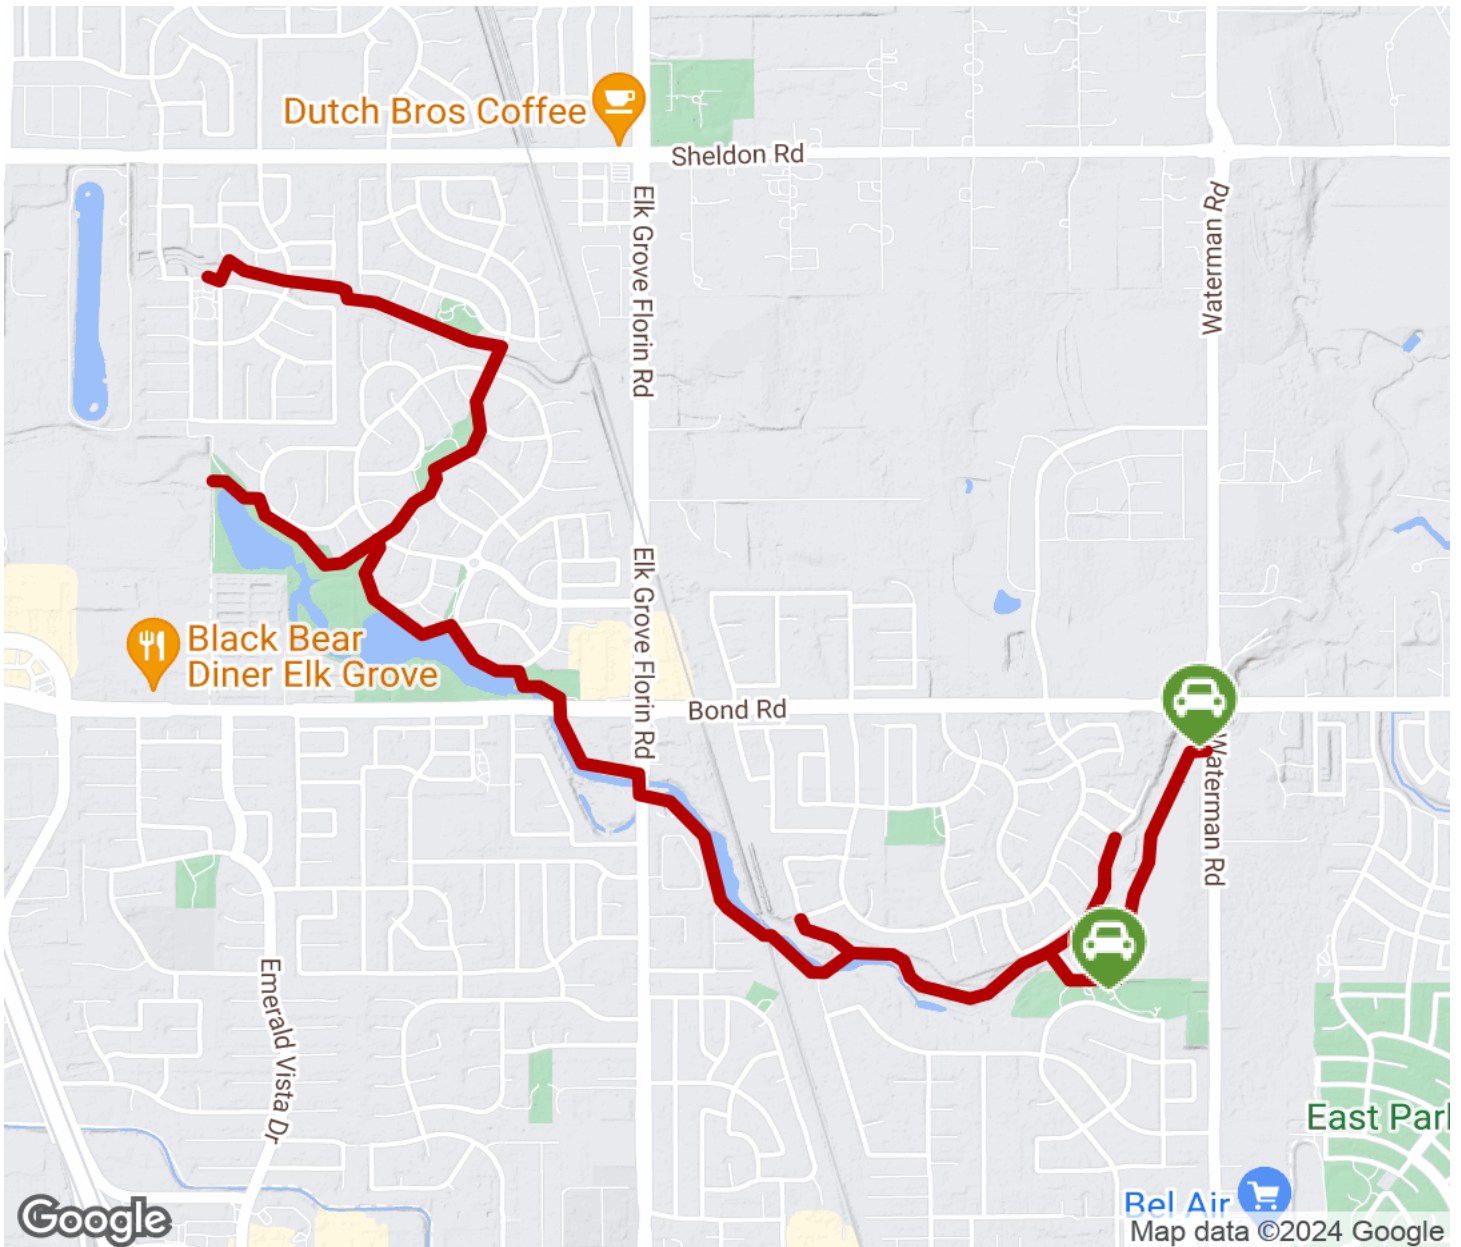 Dutch Bros Coffee
Sheldon Rd
Elk Grove Florin Rd
Waterman Rd
Elk Grove Florin Rd
Black Bear
Diner Elk Grove
Bond Rd
Waterman Rd
Emerald Vista Dr
East Park
Bel Air
Google
Map data ©2024 Google